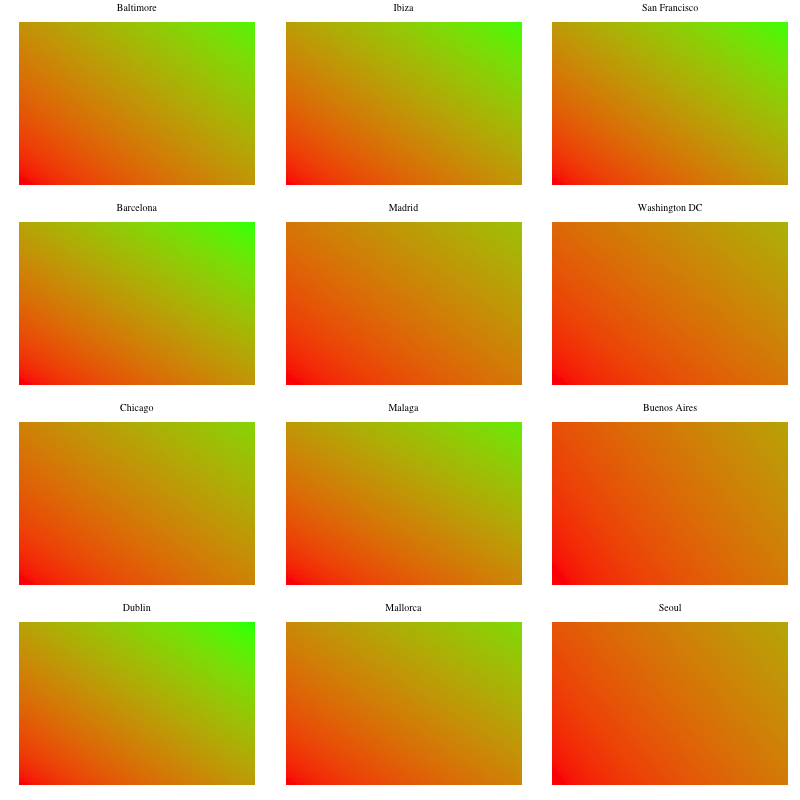 Baltimore
Ibiza
San Francisco
Barcelona
Madrid
Washington DC
Chicago
Malaga
Buenos Aires
Dublin
Mallorca
Seoul